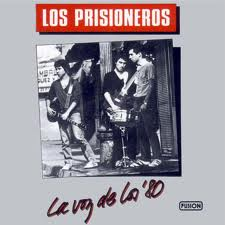 LOS PRISIONEROS
La voz de los '80
FUSION